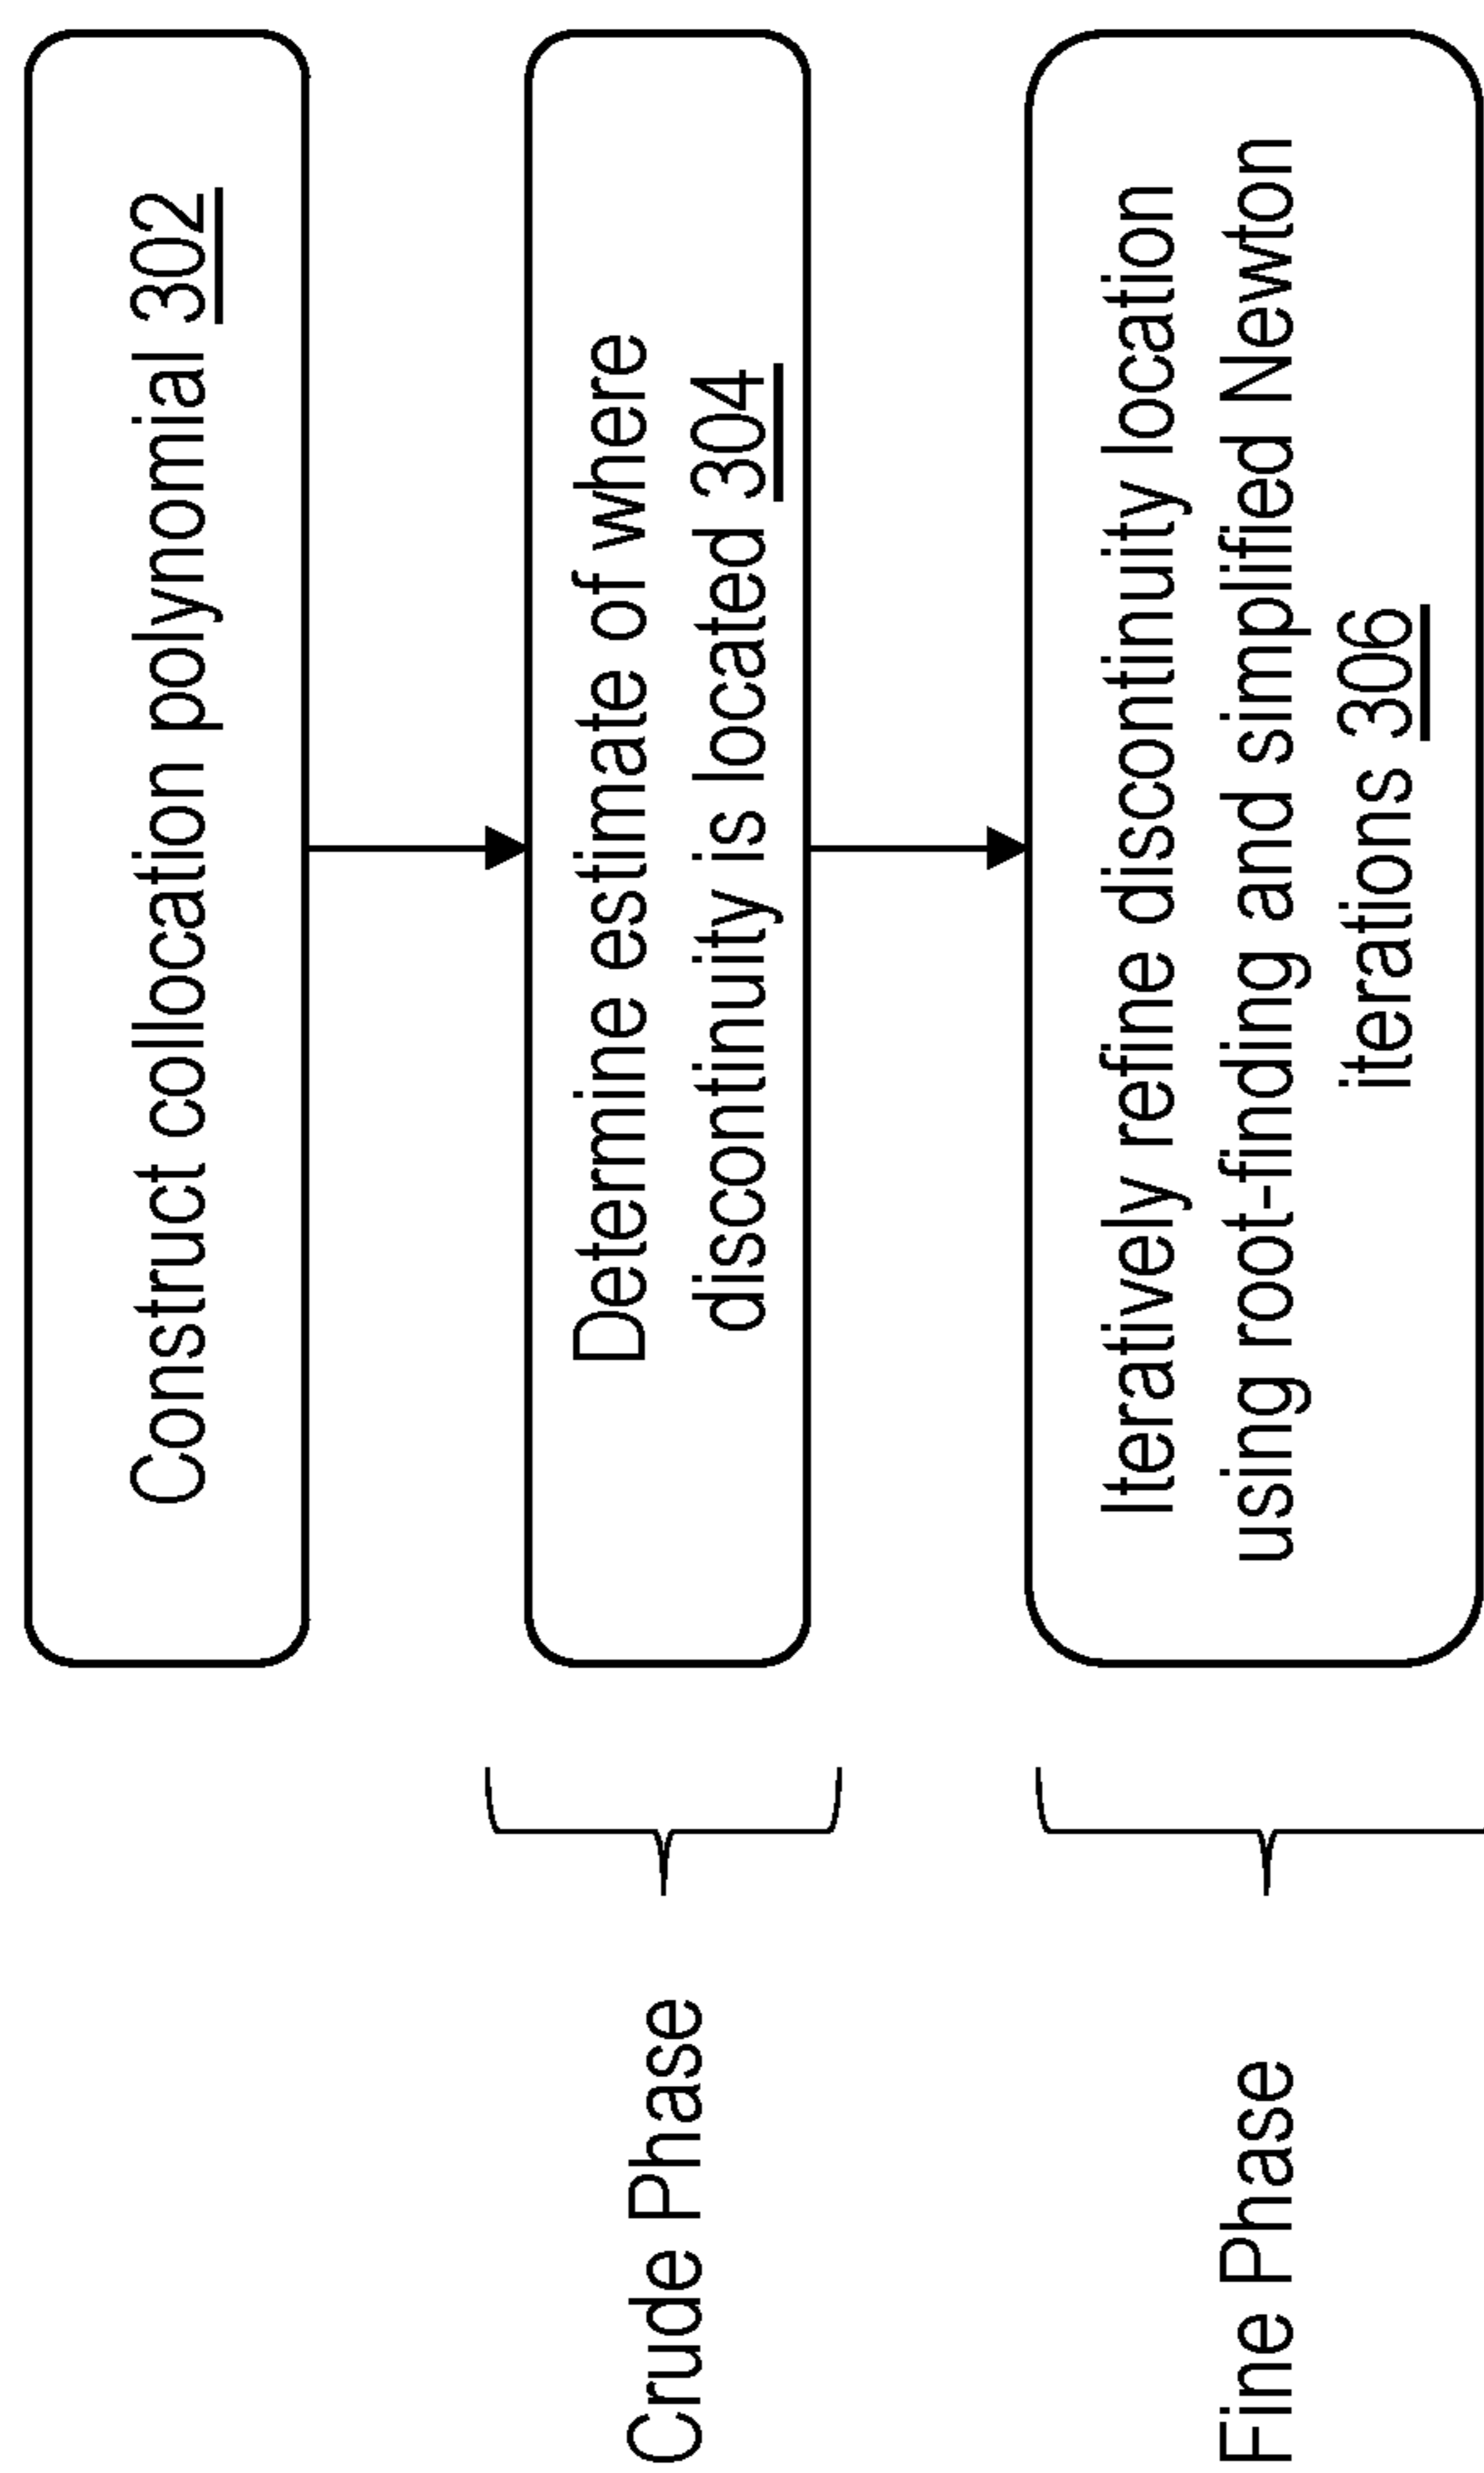 Construct collocation polynomial 302
Crude Phase
Determine estimate of where
discontinuity is located 304
Fine Phase
Iteratively refine discontinuity location
using root-finding and simplified Newton
iterations 306